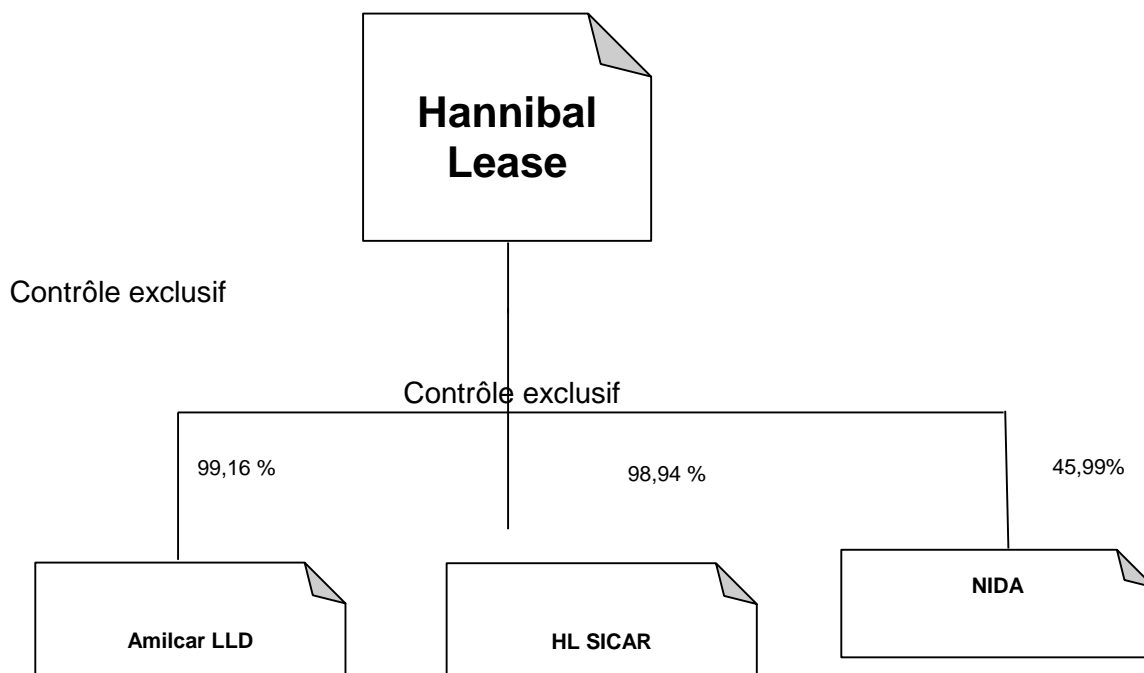 Hannibal
Lease
Contrôle exclusif
Contrôle exclusif
99,16 %
98,94 %
45,99%
Amilcar LLD
HL SICAR
NIDA